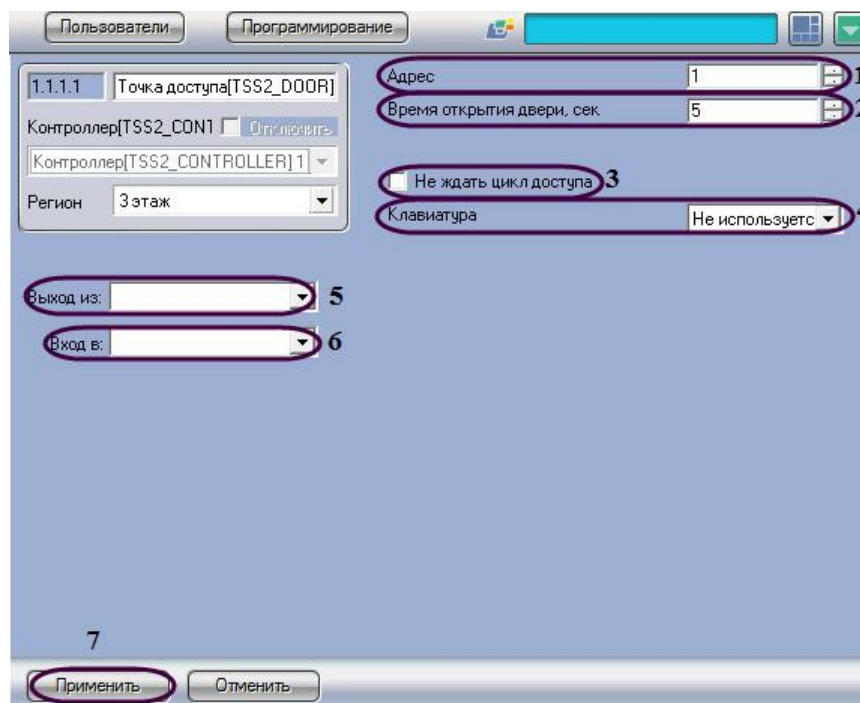 Пользователи Программирование
1.1.1.1 Точка доступа[TSS2_DOOR]
Контроллер[TSS2_CON1 Отключить
Контроллер[TSS2_CONTROLLER] 1
Регион 3 этаж
Адрес 1 1
Время открытия двери, сек 5 2
Не ждать цикл доступа 3
Клавиатура Не используетс
Выход из: 5
Вход в: 6
7
Применить Отменить